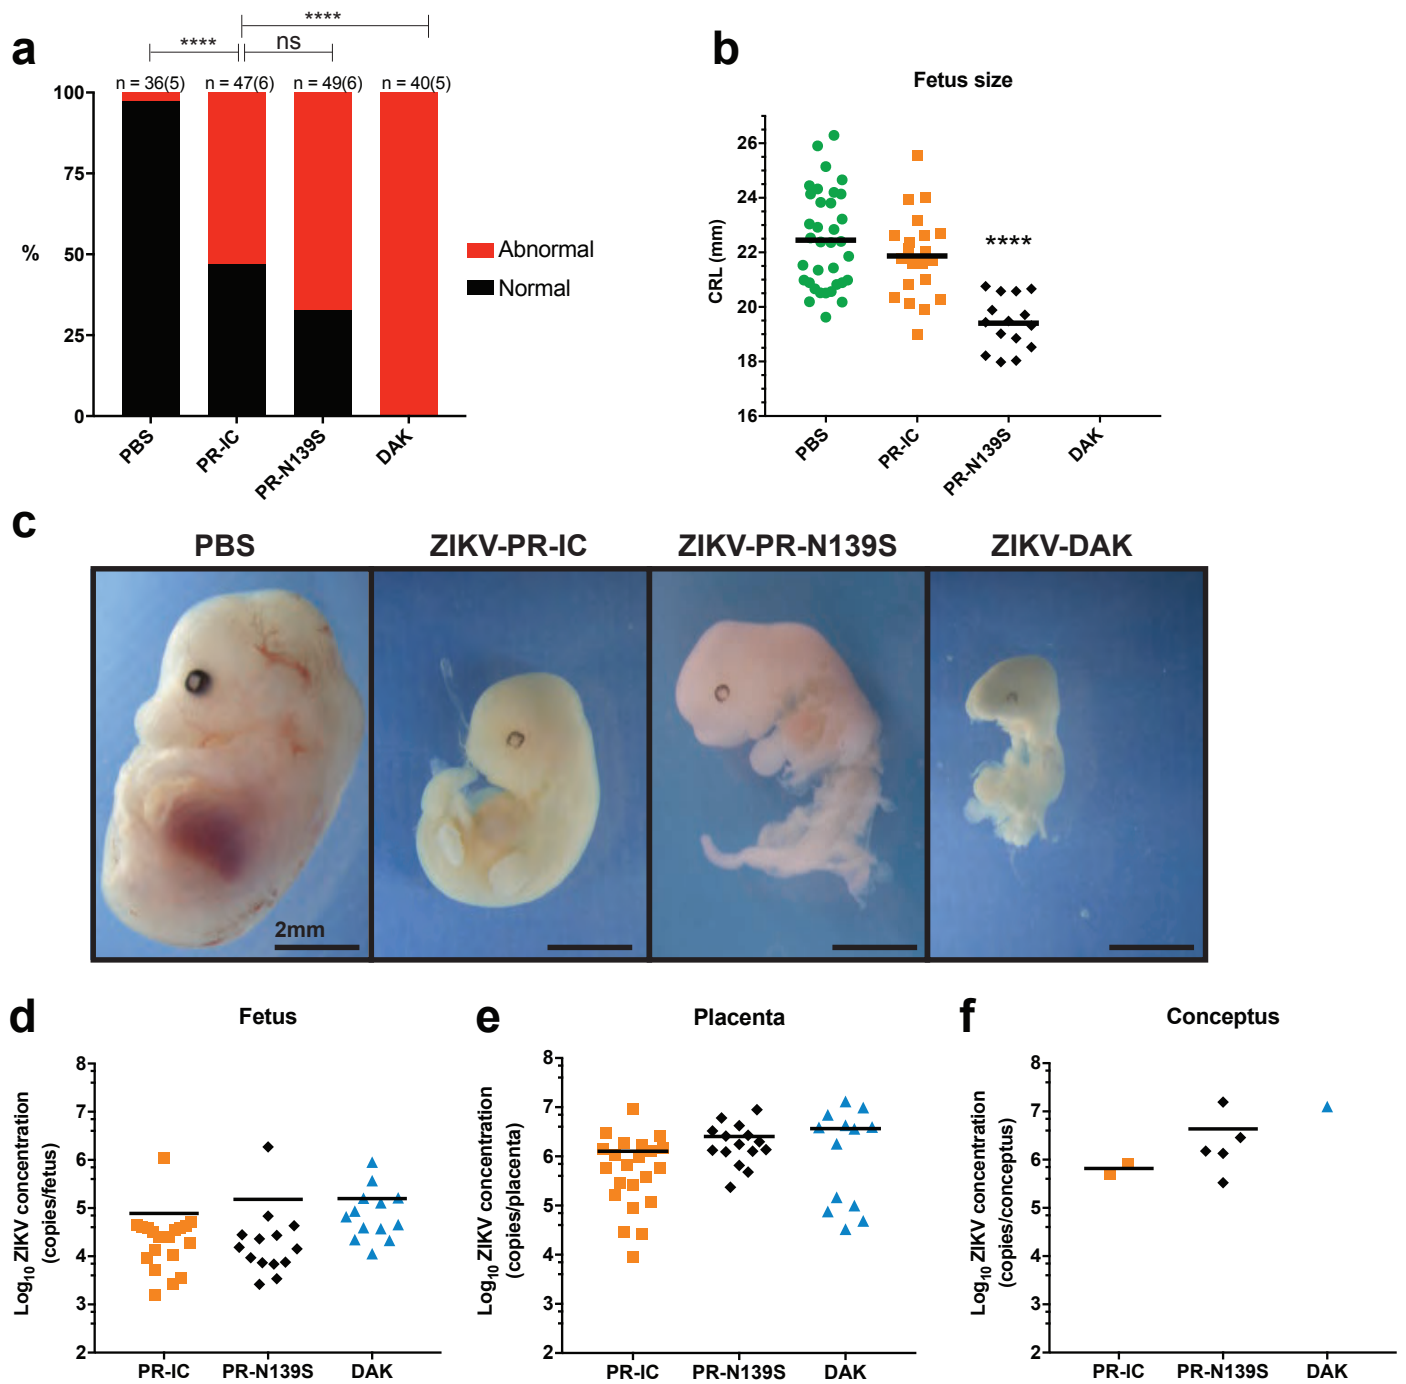 a
****
****
ns
n = 36(5)
n = 47(6)
n = 49(6)
n = 40(5)
100
75
50
25
0
%
PBS
PR-IC
PR-N139S
DAK
Abnormal
Normal
b
Fetus size
CRL (mm)
26
24
22
20
18
16
****
PBS
PR-IC
PR-N139S
DAK
c
PBS
ZIKV-PR-IC
ZIKV-PR-N139S
ZIKV-DAK
2mm
d
Fetus
Log10 ZIKV concentration
(copies/fetus)
8
7
6
5
4
3
2
PR-IC
PR-N139S
DAK
e
Placenta
Log10 ZIKV concentration
(copies/placenta)
8
7
6
5
4
3
2
PR-IC
PR-N139S
DAK
f
Conceptus
Log10 ZIKV concentration
(copies/conceptus)
8
7
6
5
4
3
2
PR-IC
PR-N139S
DAK